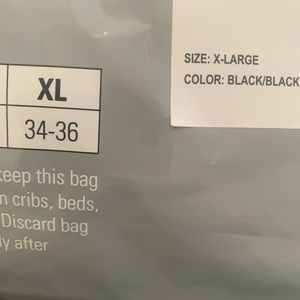 SIZE: X-LARGE
COLOR: BLACK/BLACK
XL
34-36
keep this bag
n cribs, beds,
Discard bag
ly after